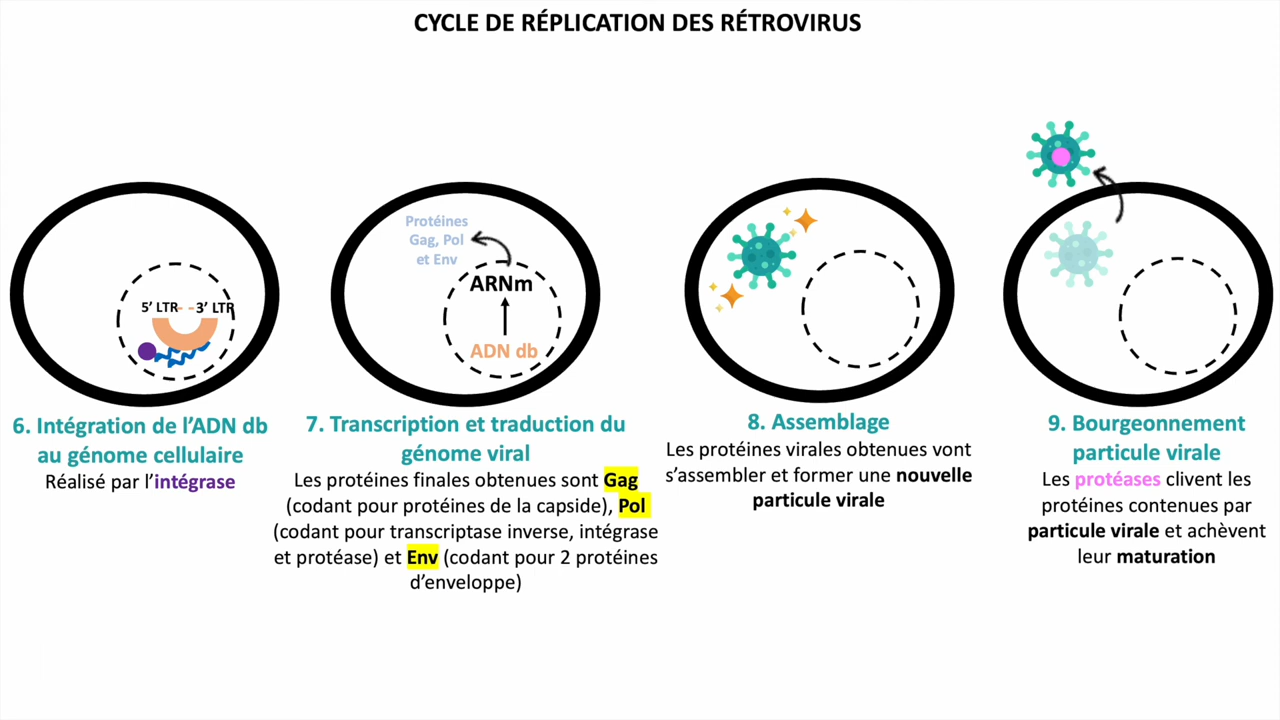 CYCLE DE RÉPLICATION DES RÉTROVIRUS
5’ LTR
3’ LTR
6. Intégration de l’ADN db
au génome cellulaire
Réalisé par l’intégrase
Protéines
Gag, Pol
et Env
ARNm
ADN db
7. Transcription et traduction du
génome viral
Les protéines finales obtenues sont Gag
(codant pour protéines de la capside), Pol
(codant pour transcriptase inverse, intégrase
et protéase) et Env (codant pour 2 protéines
d’enveloppe)
8. Assemblage
Les protéines virales obtenues vont
s’assembler et former une nouvelle
particule virale
9. Bourgeonnement
particule virale
Les protéases clivent les
protéines contenues par
particule virale et achèvent
leur maturation